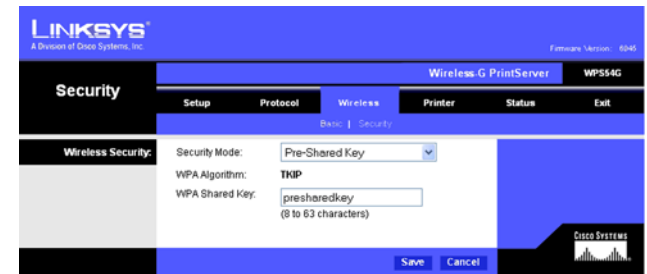 LINKSYS®
A Division of Cisco Systems, Inc.
Firmware Version: 6045
Wireless-G PrintServer WPS54G
Security
Setup Protocol Wireless Printer Status Exit
Basic | Security
Wireless Security:
Security Mode: Pre-Shared Key
WPA Algorithm: TKIP
WPA Shared Key: presharedkey
(8 to 63 characters)
CISCO SYSTEMS
Save Cancel